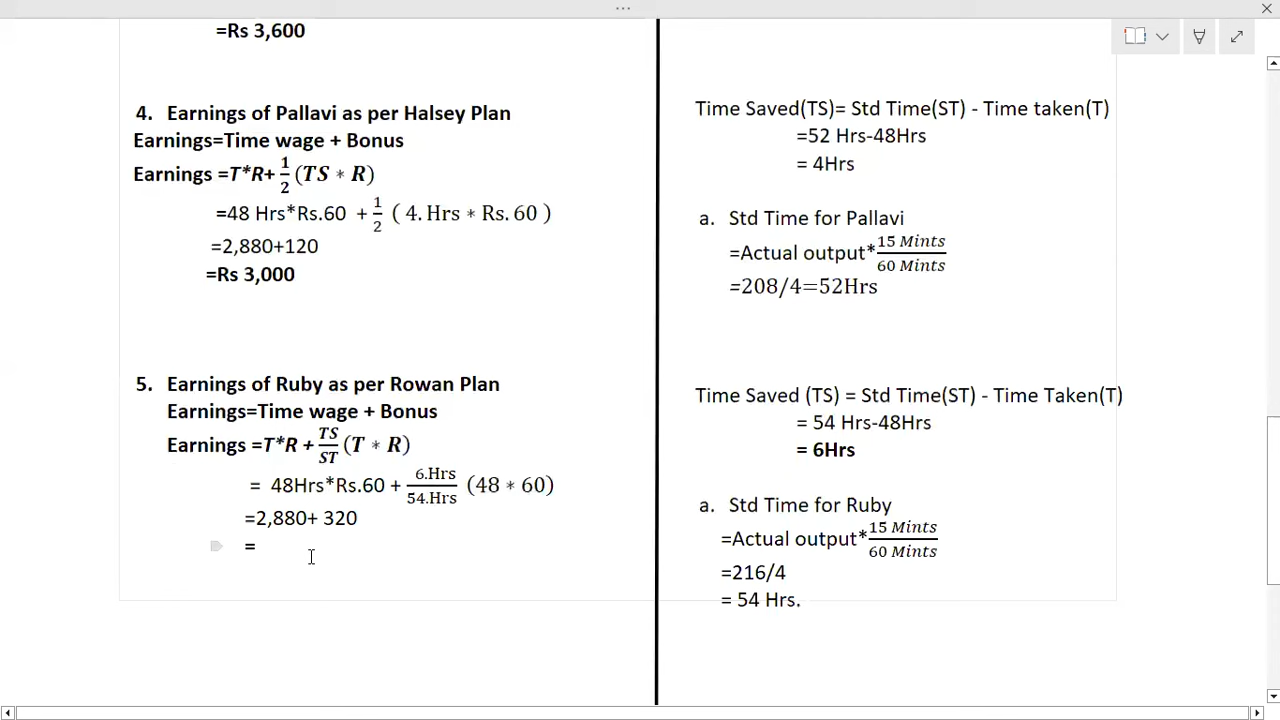 =Rs 3,600
4. Earnings of Pallavi as per Halsey Plan
Earnings=Time wage + Bonus
Earnings =T*R+ 1/2 (TS * R)
=48 Hrs*Rs.60 + 1/2 ( 4.Hrs * Rs.60 )
=2,880+120
=Rs 3,000
5. Earnings of Ruby as per Rowan Plan
Earnings=Time wage + Bonus
Earnings =T*R + TS/ST (T * R)
= 48Hrs*Rs.60 + 6.Hrs/54.Hrs (48 * 60)
=2,880+ 320
=
Time Saved(TS)= Std Time(ST) - Time taken(T)
=52 Hrs-48Hrs
= 4Hrs
a. Std Time for Pallavi
=Actual output* 15 Mints/60 Mints
=208/4=52Hrs
Time Saved (TS) = Std Time(ST) - Time Taken(T)
= 54 Hrs-48Hrs
= 6Hrs
a. Std Time for Ruby
=Actual output* 15 Mints/60 Mints
=216/4
= 54 Hrs.